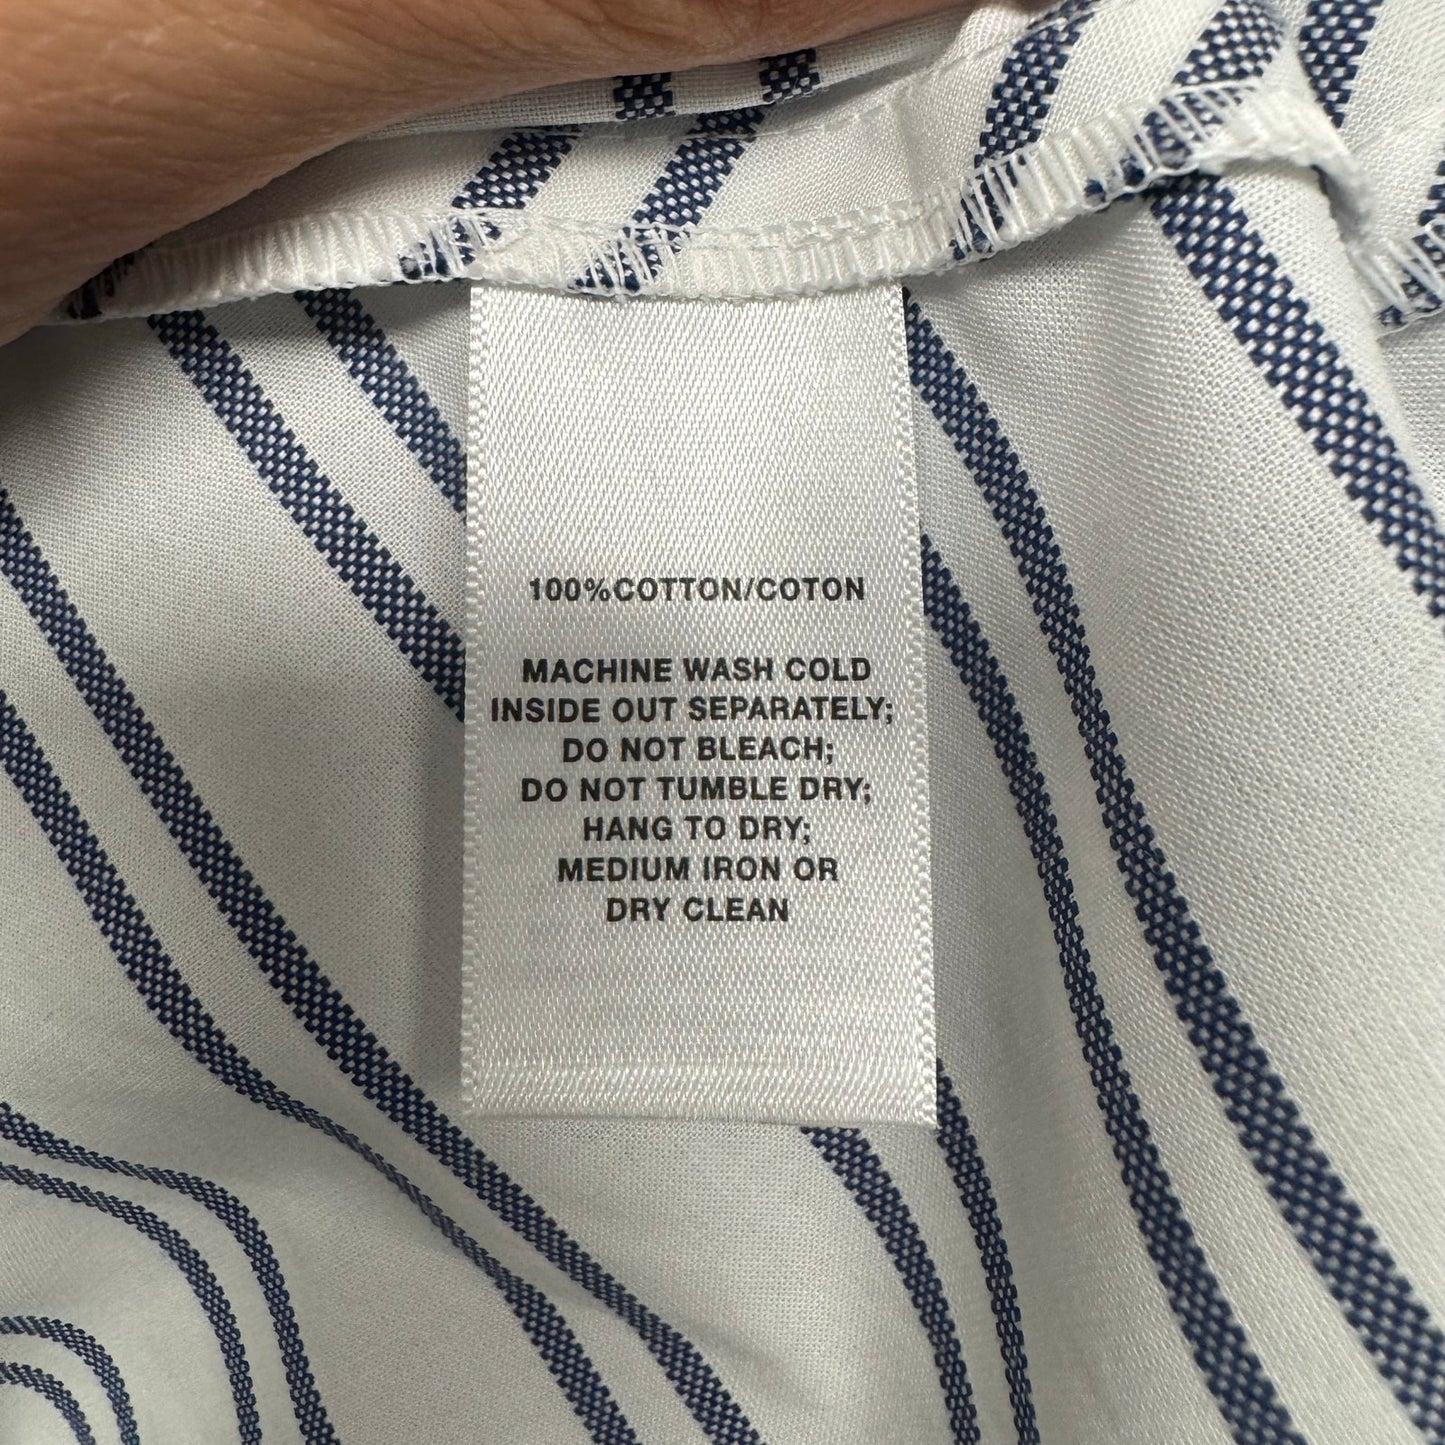 100%COTTON/COTON
MACHINE WASH COLD
INSIDE OUT SEPARATELY;
DO NOT BLEACH;
DO NOT TUMBLE DRY;
HANG TO DRY;
MEDIUM IRON OR
DRY CLEAN